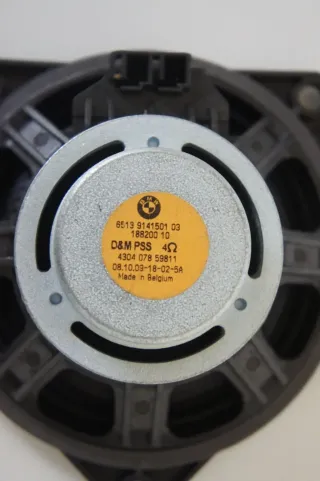 BMW
6513 9141501 03
188200 10
D&M PSS 4Ω
4304 078 59811
08.10.09-18-02-5A
Made in Belgium